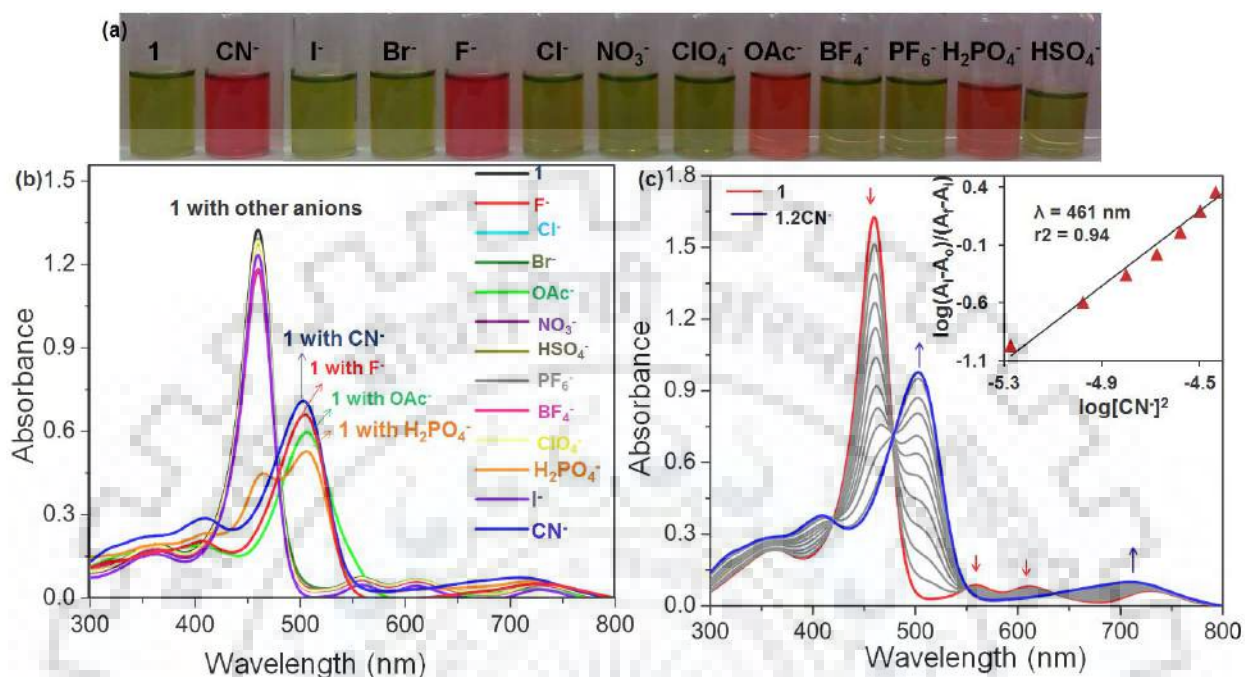 (a)
1 CN⁻ I⁻ Br⁻ F⁻ Cl⁻ NO₃⁻ ClO₄⁻ OAc⁻ BF₄⁻ PF₆⁻ H₂PO₄⁻ HSO₄⁻
(b)
1.5
1.2
0.9
0.6
0.3
0.0
Absorbance
300 400 500 600 700 800
Wavelength (nm)
1 with other anions
1 with CN⁻
1 with F⁻
1 with OAc⁻
1 with H₂PO₄⁻
1
F⁻
Cl⁻
Br⁻
OAc⁻
NO₃⁻
HSO₄⁻
PF₆⁻
BF₄⁻
ClO₄⁻
H₂PO₄⁻
I⁻
CN⁻
(c)
1.8
1.5
1.2
0.9
0.6
0.3
0.0
Absorbance
300 400 500 600 700 800
Wavelength (nm)
1
1.2CN⁻
log(Aᵢ-Aₒ)/(A_f-Aᵢ)
0.4
-0.1
-0.6
-1.1
-5.3 -4.9 -4.5
log[CN⁻]²
λ = 461 nm
r2 = 0.94